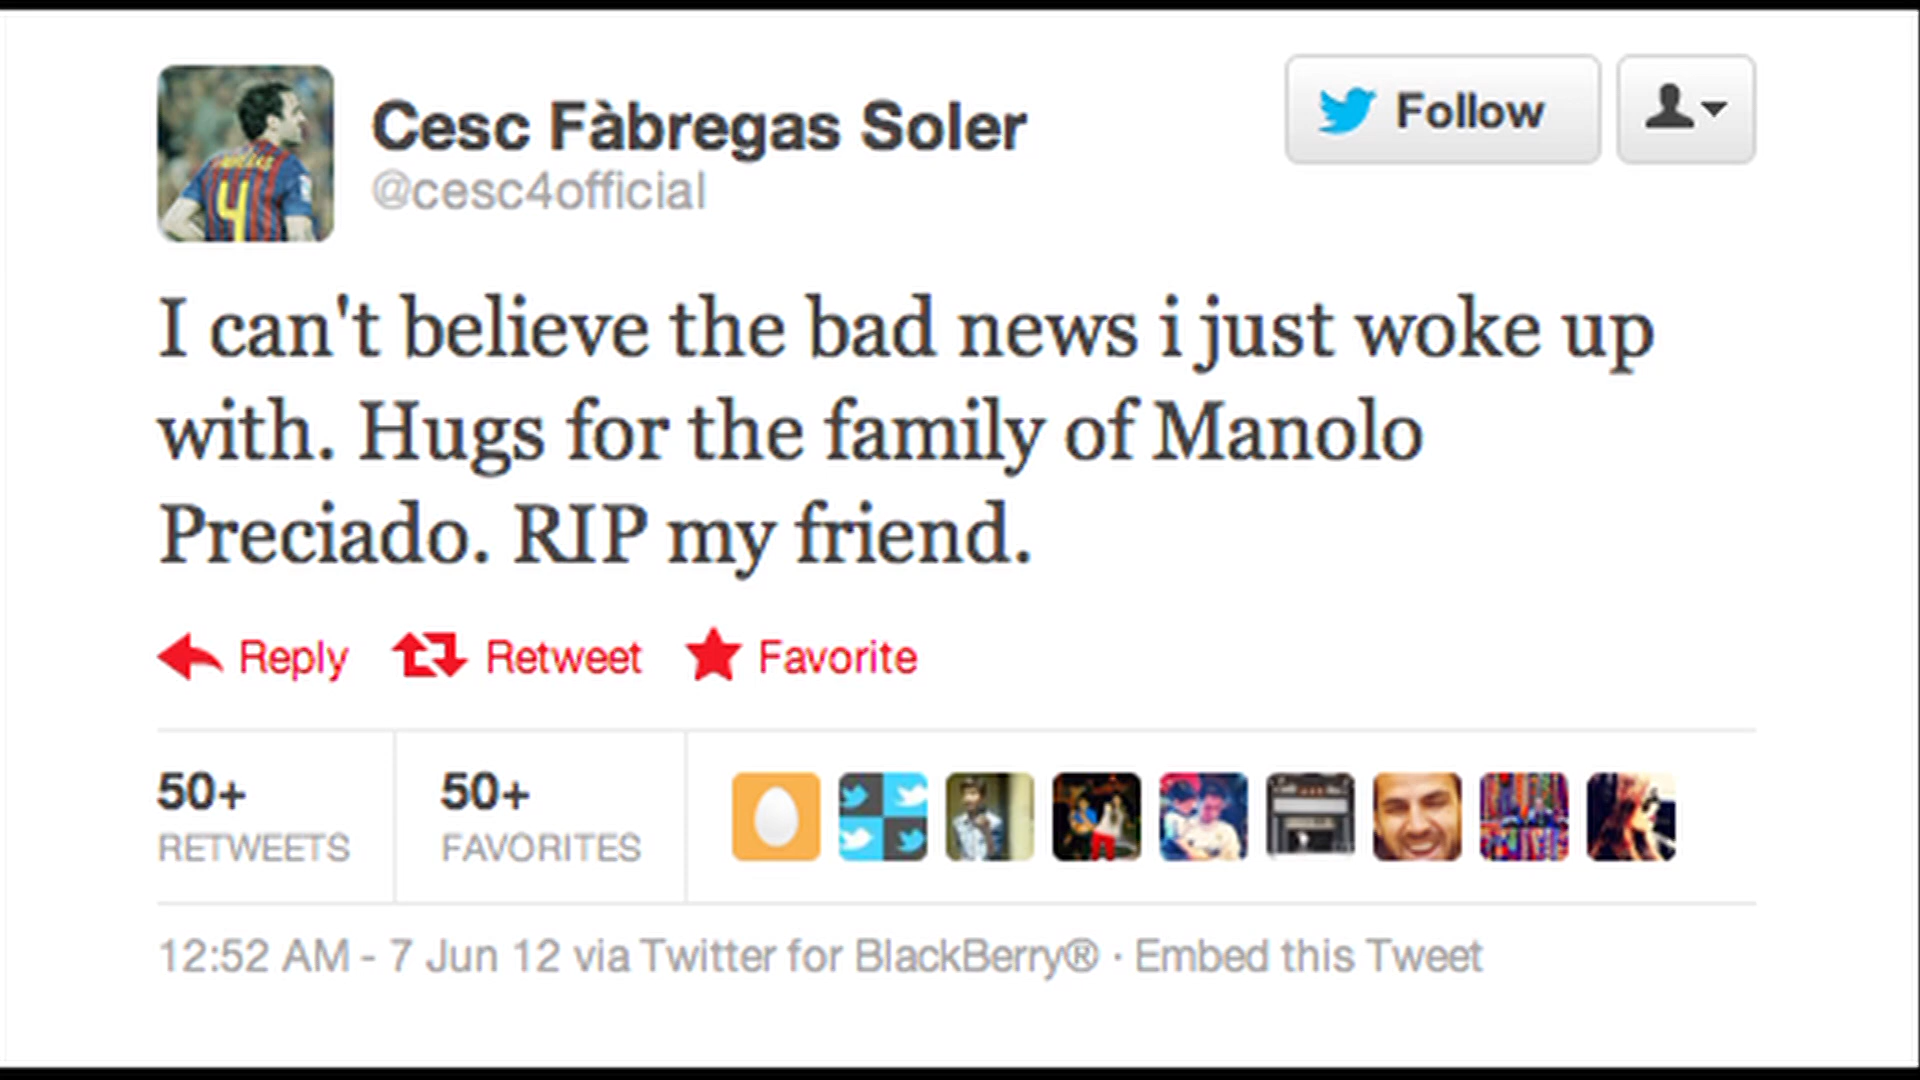 Cesc Fàbregas Soler
@cesc4official
Follow
I can't believe the bad news i just woke up
with. Hugs for the family of Manolo
Preciado. RIP my friend.
Reply Retweet Favorite
50+ 50+
RETWEETS FAVORITES
12:52 AM - 7 Jun 12 via Twitter for BlackBerry® · Embed this Tweet